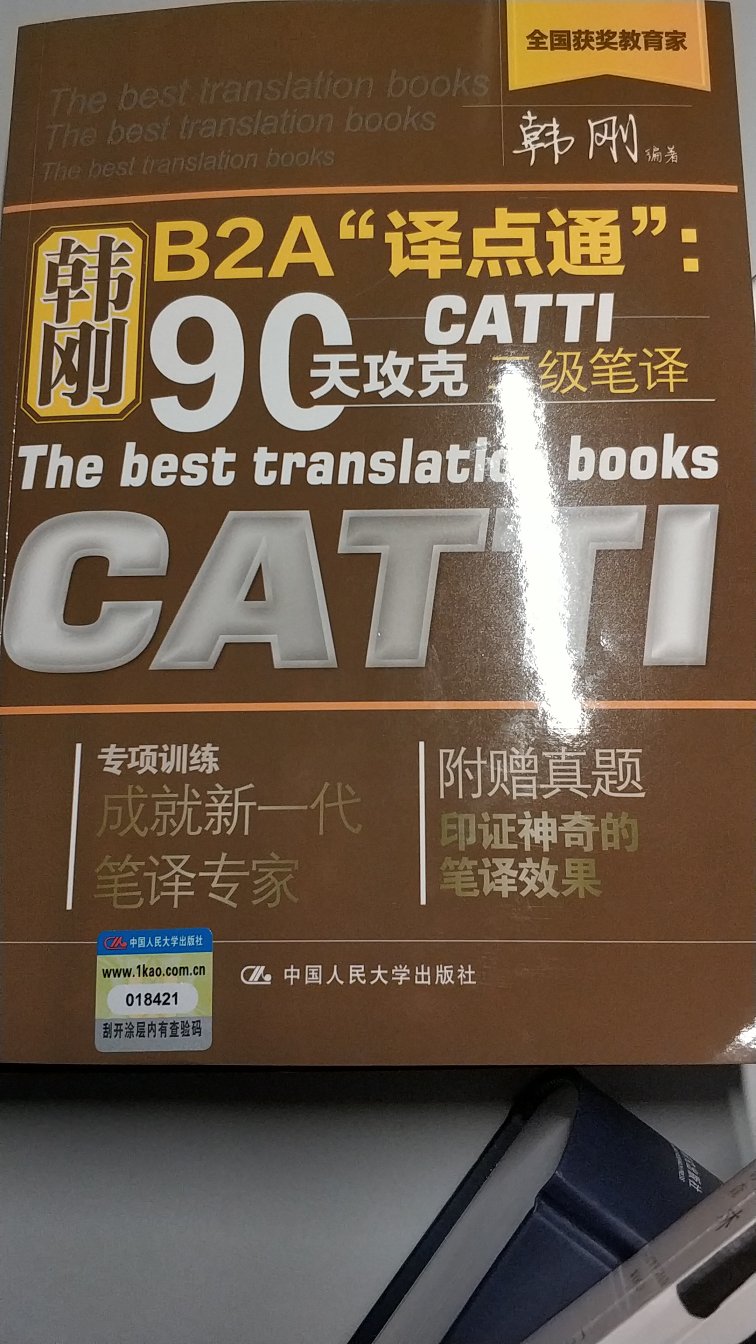 全国获奖教育家
The best translation books
The best translation books
The best translation books
韩刚 编著
韩刚
B2A“译点通”:
90天攻克
CATTI
级笔译
The best translation books
CATTI
专项训练
成就新一代
笔译专家
附赠真题
印证神奇的
笔译效果
中国人民大学出版社
www.1kao.com.cn
018421
刮开涂层内有查验码
中国人民大学出版社